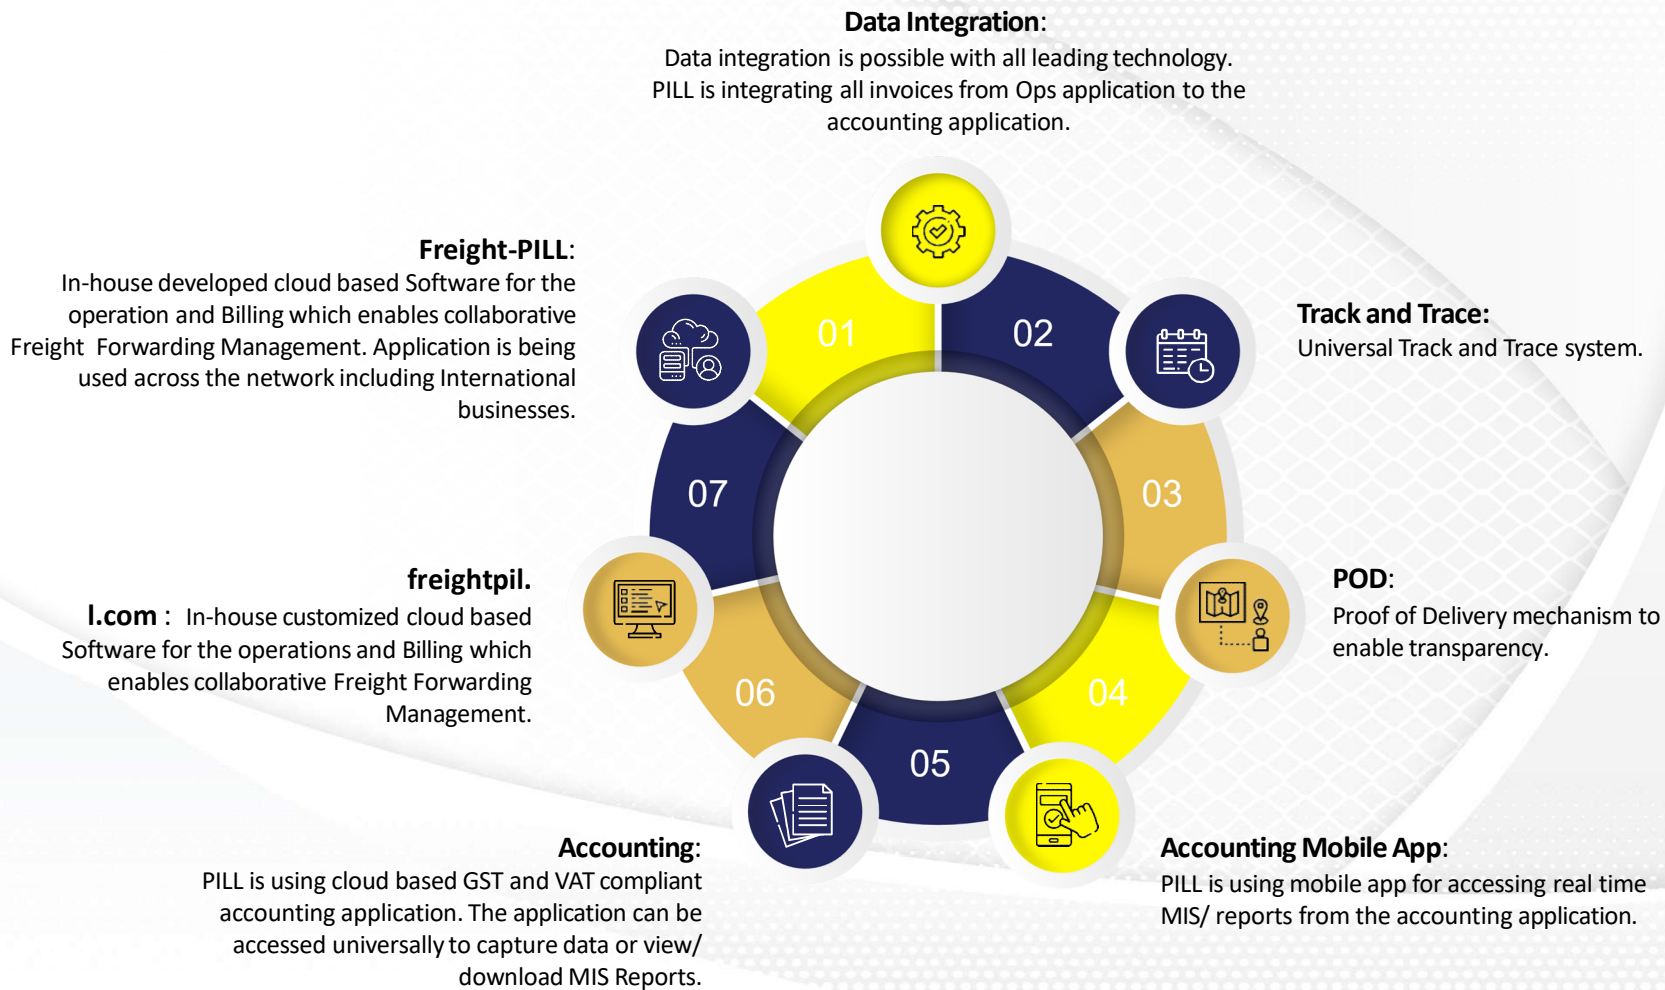 Data Integration:
Data integration is possible with all leading technology.
PILL is integrating all invoices from Ops application to the
accounting application.
Freight-PILL:
In-house developed cloud based Software for the
operation and Billing which enables collaborative
Freight Forwarding Management. Application is being
used across the network including International
businesses.
01
02
Track and Trace:
Universal Track and Trace system.
07
03
freightpil.
l.com : In-house customized cloud based
Software for the operations and Billing which
enables collaborative Freight Forwarding
Management.
POD:
Proof of Delivery mechanism to
enable transparency.
06
04
05
Accounting:
PILL is using cloud based GST and VAT compliant
accounting application. The application can be
accessed universally to capture data or view/
download MIS Reports.
Accounting Mobile App:
PILL is using mobile app for accessing real time
MIS/ reports from the accounting application.